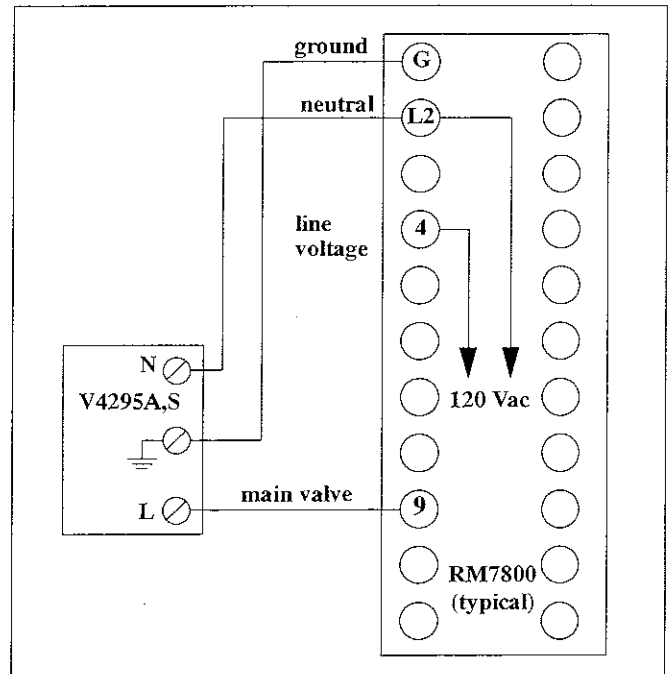 ground
G
neutral
L2
line
voltage
4
N
V4295A,S
120 Vac
L
main valve
9
RM7800
(typical)